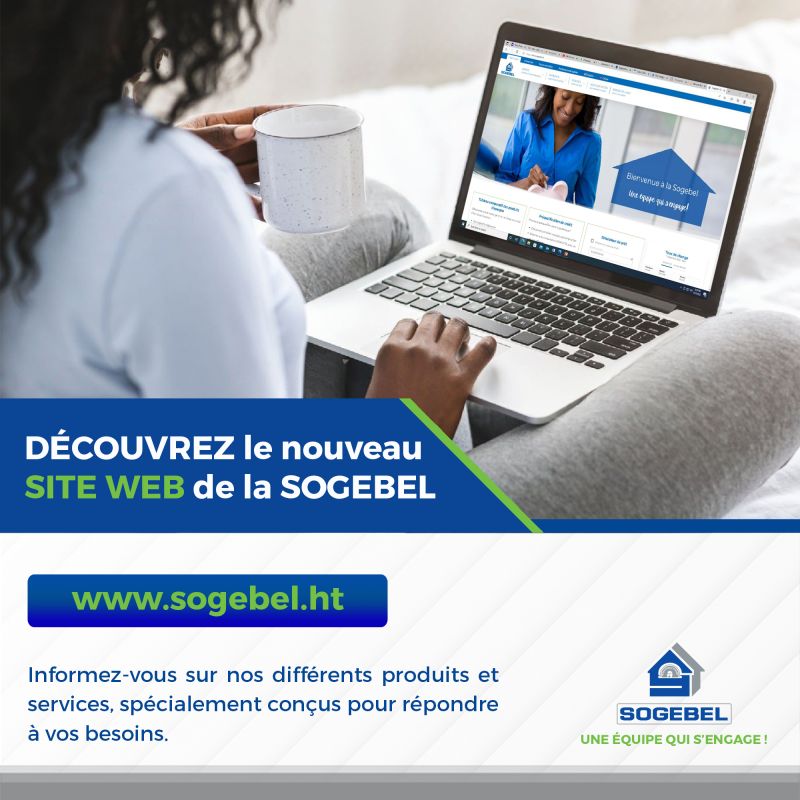 SOGEBEL
Bienvenue à la Sogebel
Une équipe qui s'engage!
DÉCOUVREZ le nouveau
SITE WEB de la SOGEBEL
www.sogebel.ht
Informez-vous sur nos différents produits et
services, spécialement conçus pour répondre
à vos besoins.
SOGEBEL
UNE ÉQUIPE QUI S'ENGAGE !